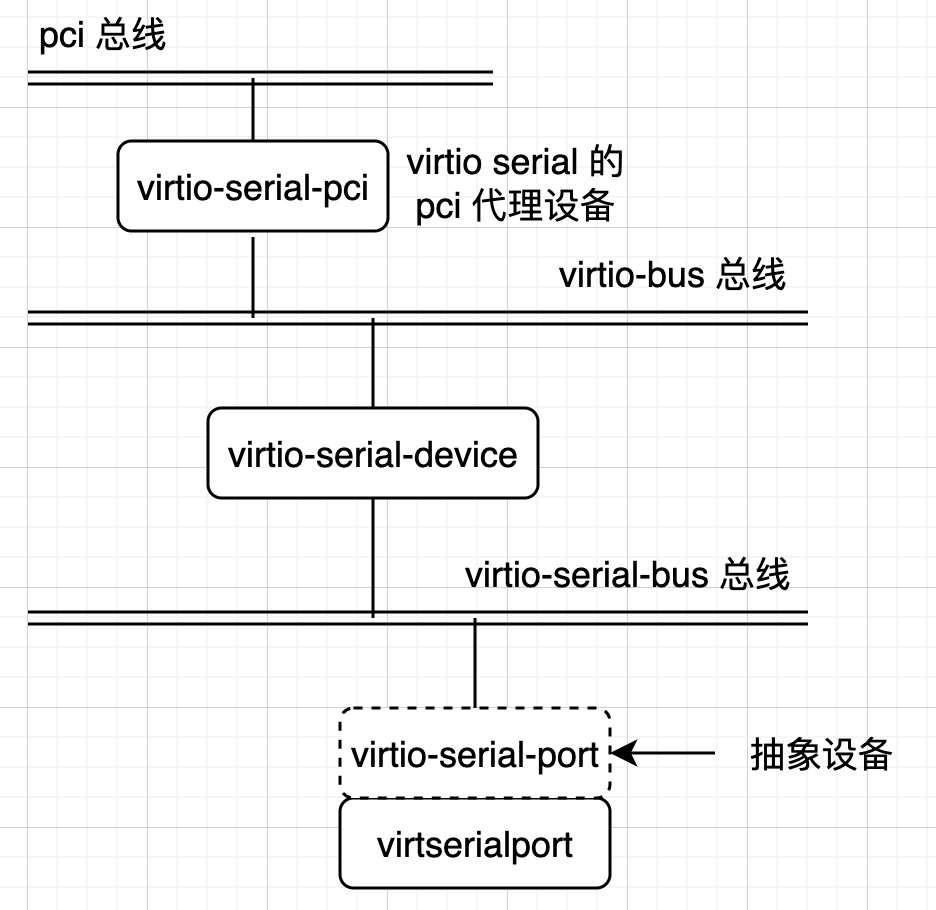 pci 总线
virtio-serial-pci
virtio serial 的
pci 代理设备
virtio-bus 总线
virtio-serial-device
virtio-serial-bus 总线
virtio-serial-port
抽象设备
virtserialport